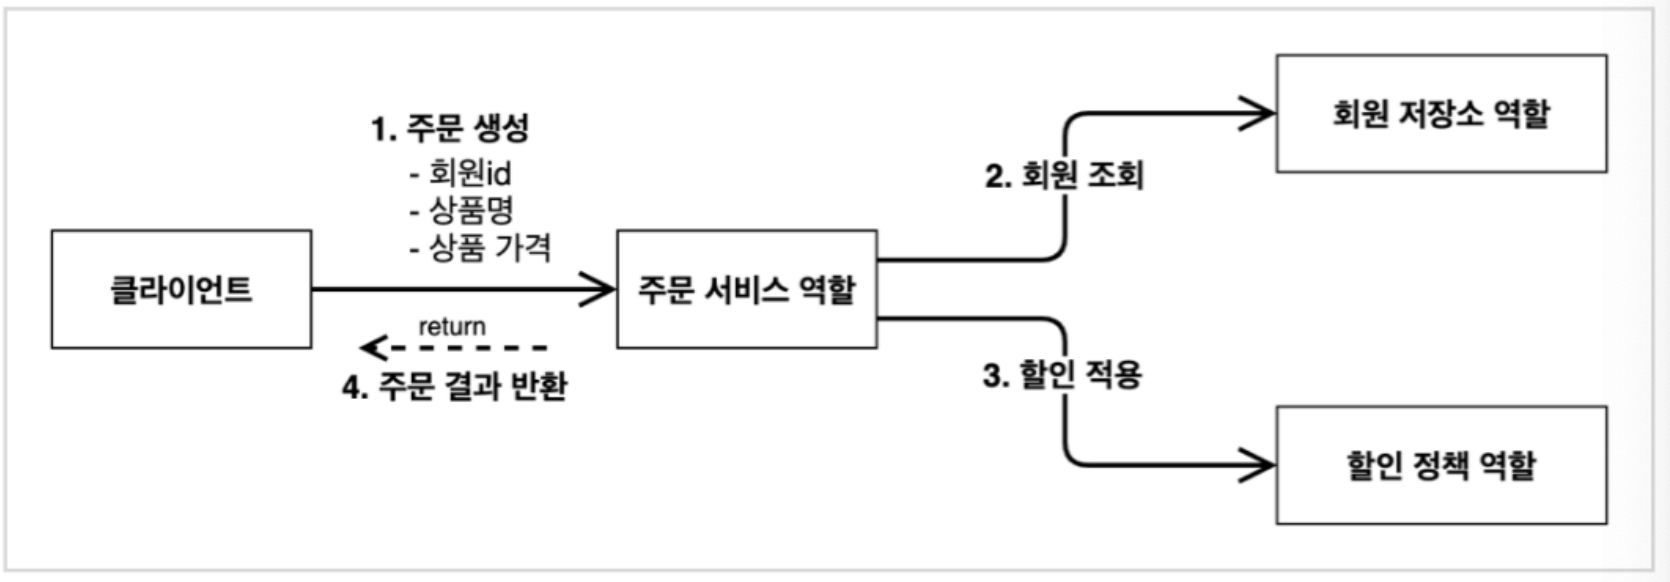 1. 주문 생성
- 회원id
- 상품명
- 상품 가격
클라이언트
주문 서비스 역할
return
4. 주문 결과 반환
2. 회원 조회
회원 저장소 역할
3. 할인 적용
할인 정책 역할